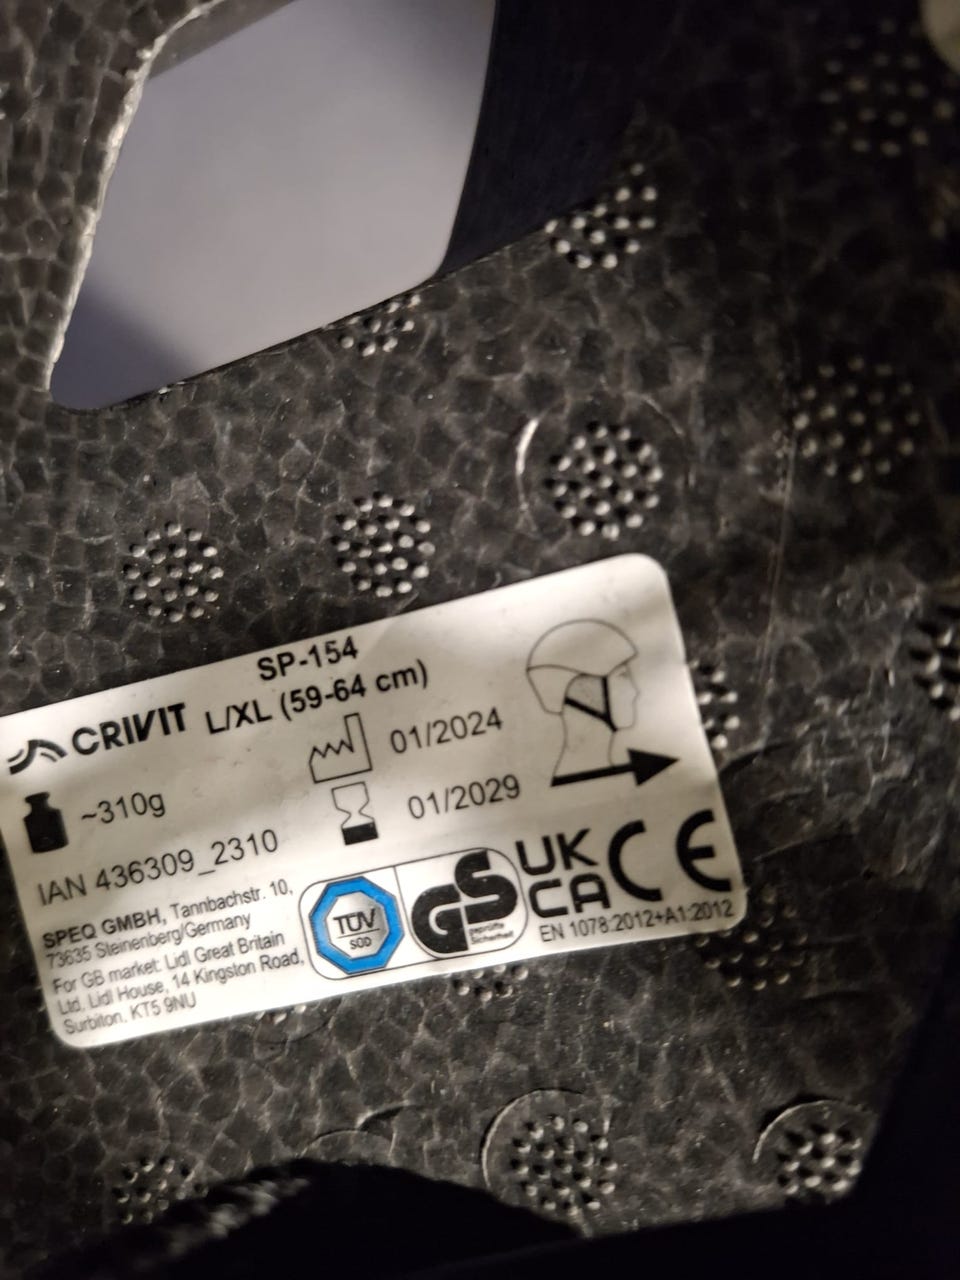 SP-154
CRIVIT L/XL (59-64 cm)
~310g
01/2024
01/2029
IAN 436309_2310
SPEQ GMBH, Tannbachstr. 10,
73635 Steinenberg/Germany
For GB market: Lidl Great Britain
Ltd, Lidl House, 14 Kingston Road,
Surbiton, KT5 9NU
TÜV
SÜD
GS
geprüfte
Sicherheit
UK
CA
CE
EN 1078:2012+A1:2012